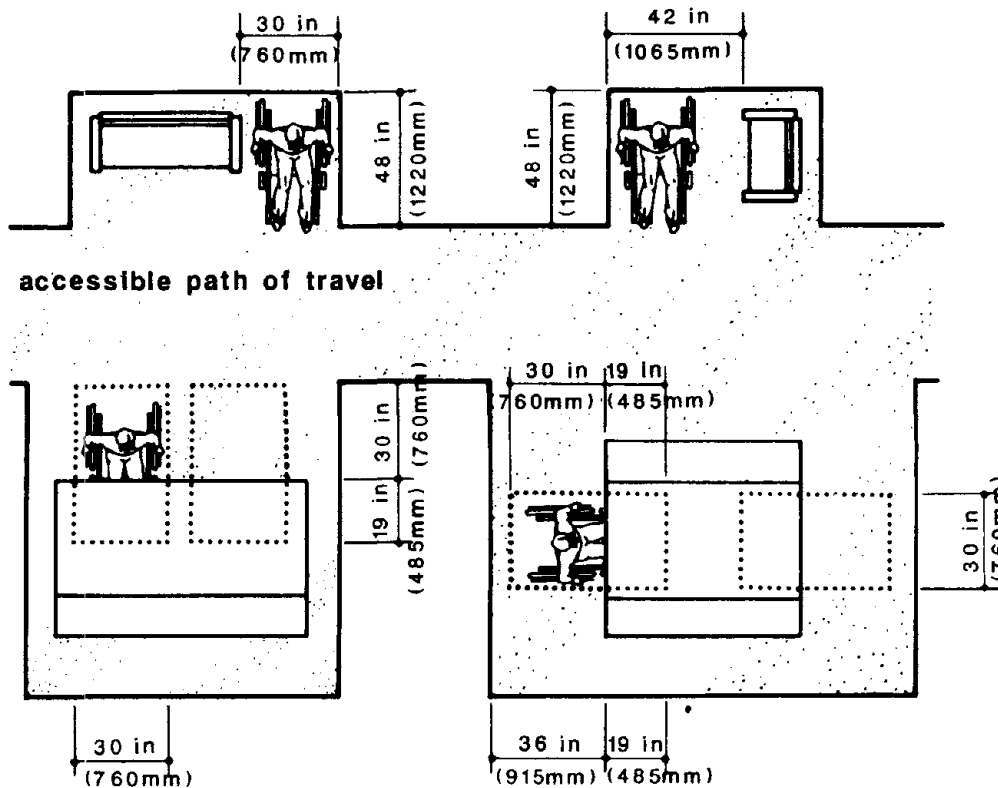 30 in
(760mm)
42 in
(1065mm)
48 in
(1220mm)
48 in
(1220mm)
accessible path of travel
30 in
(760mm)
19 in
(485mm)
30 in
760mm)
19 in
(485mm)
30 in
(760mm
30 in
(760mm)
36 in
(915mm)
19 in
(485mm)